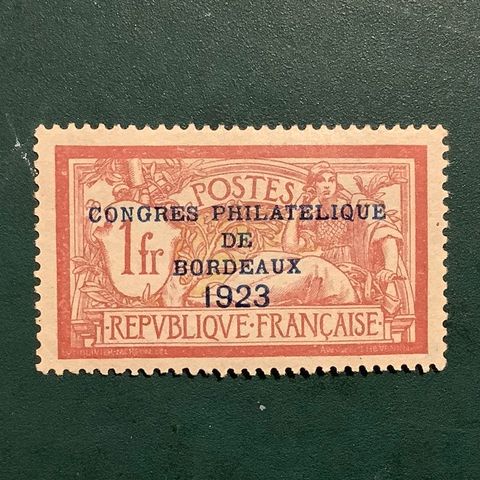 POSTES
CONGRES PHILATELIQUE
DE
BORDEAUX
1fr
1923
·REPVBLIQVE·FRANÇAISE·